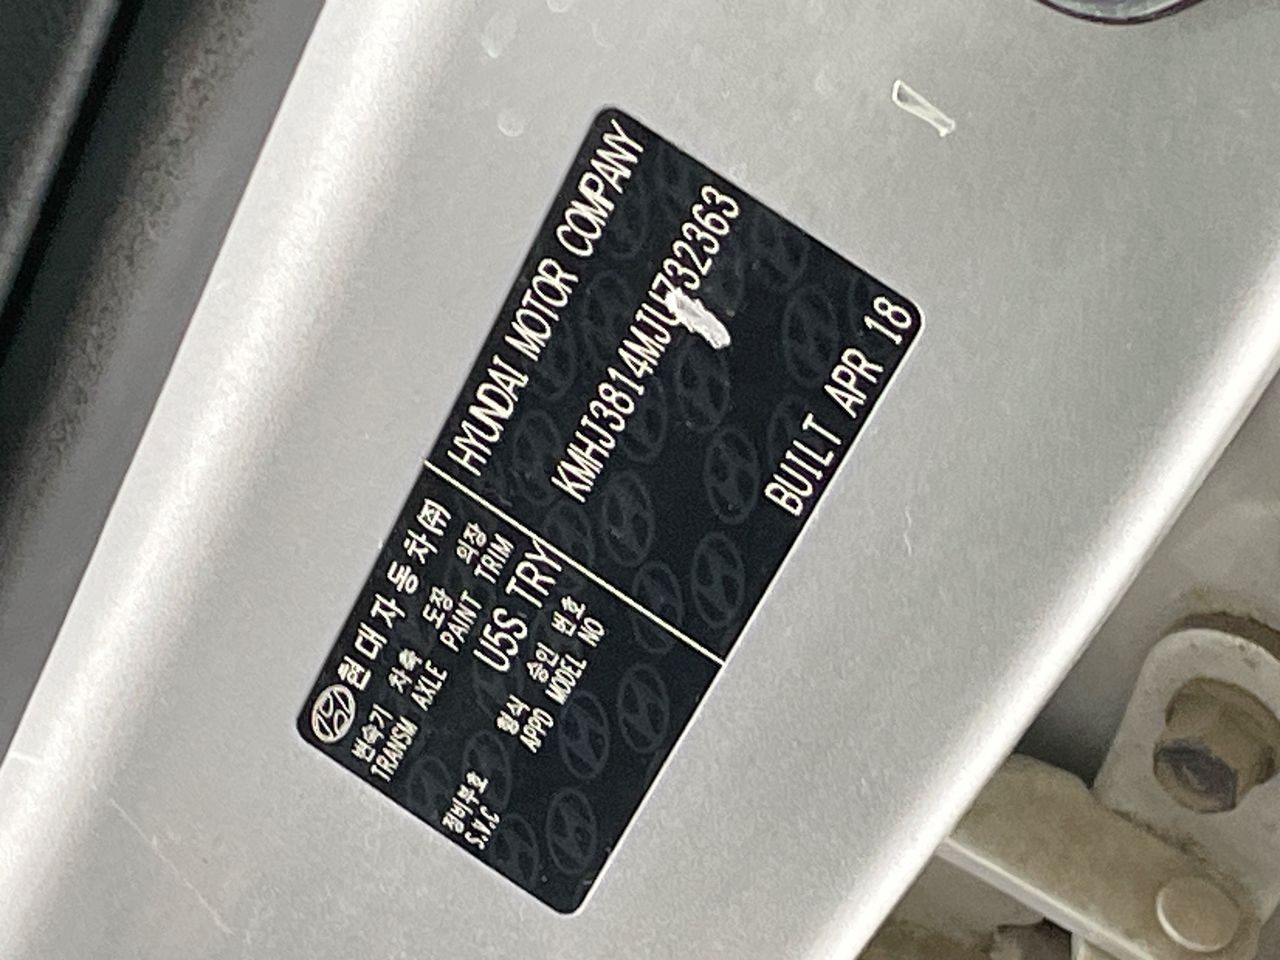 현대자동차㈜
변속기 차축 도장 의장
TRANSM AXLE PAINT TRIM
U5S TRY
형식 승인 번호
APPD MODEL NO
정비부호
S.V.C
HYUNDAI MOTOR COMPANY
KMHJ3814MJU732363
BUILT APR 18